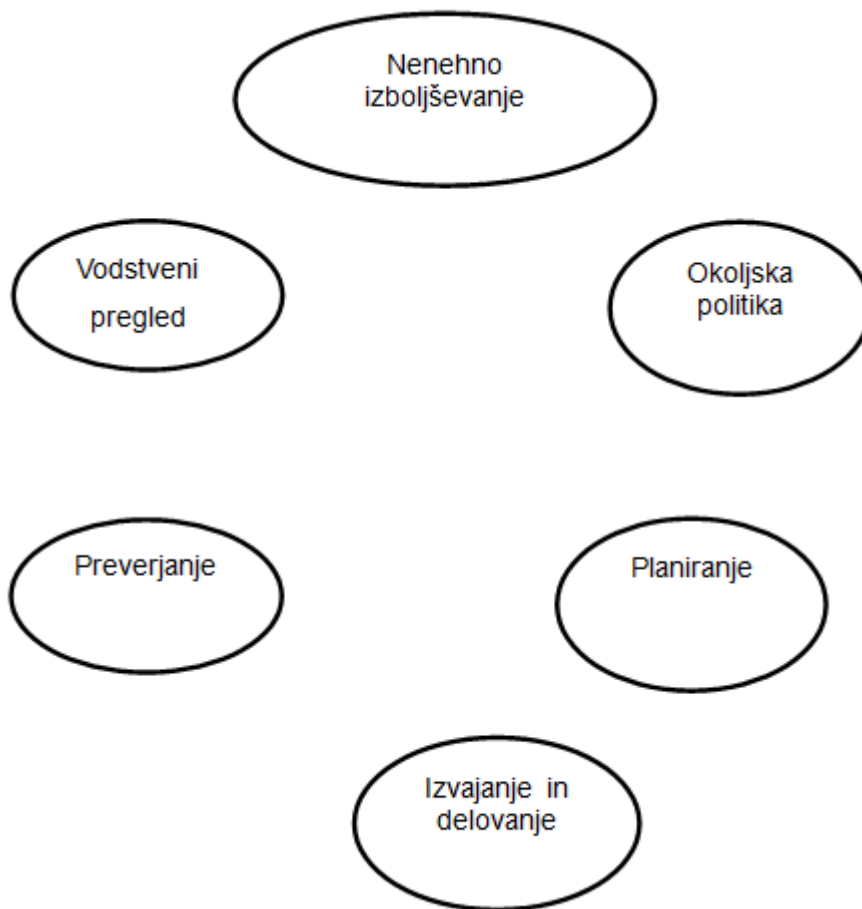 Nenehno
izboljševanje
Vodstveni
pregled
Okoljska
politika
Preverjanje
Planiranje
Izvajanje in
delovanje